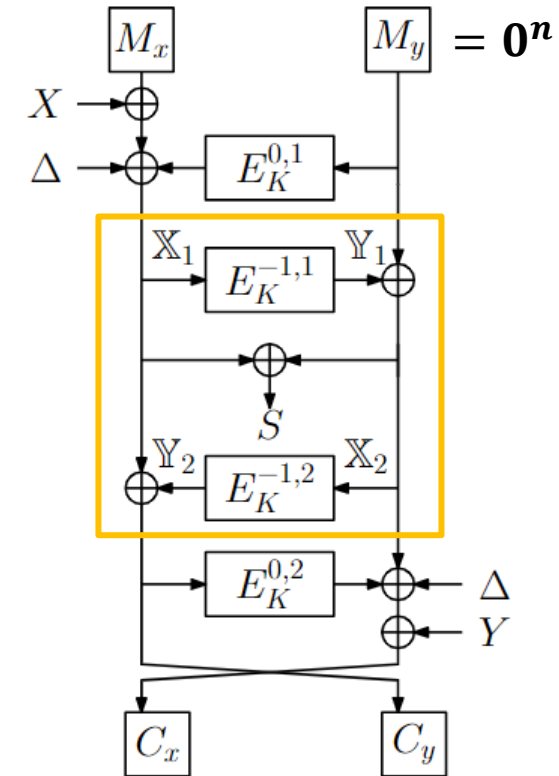 M_x M_y = 0^n
X
Δ E_K^{0,1}
𝕏_1 E_K^{-1,1} 𝕐_1
S
𝕐_2 E_K^{-1,2} 𝕏_2
E_K^{0,2} Δ
Y
C_x C_y